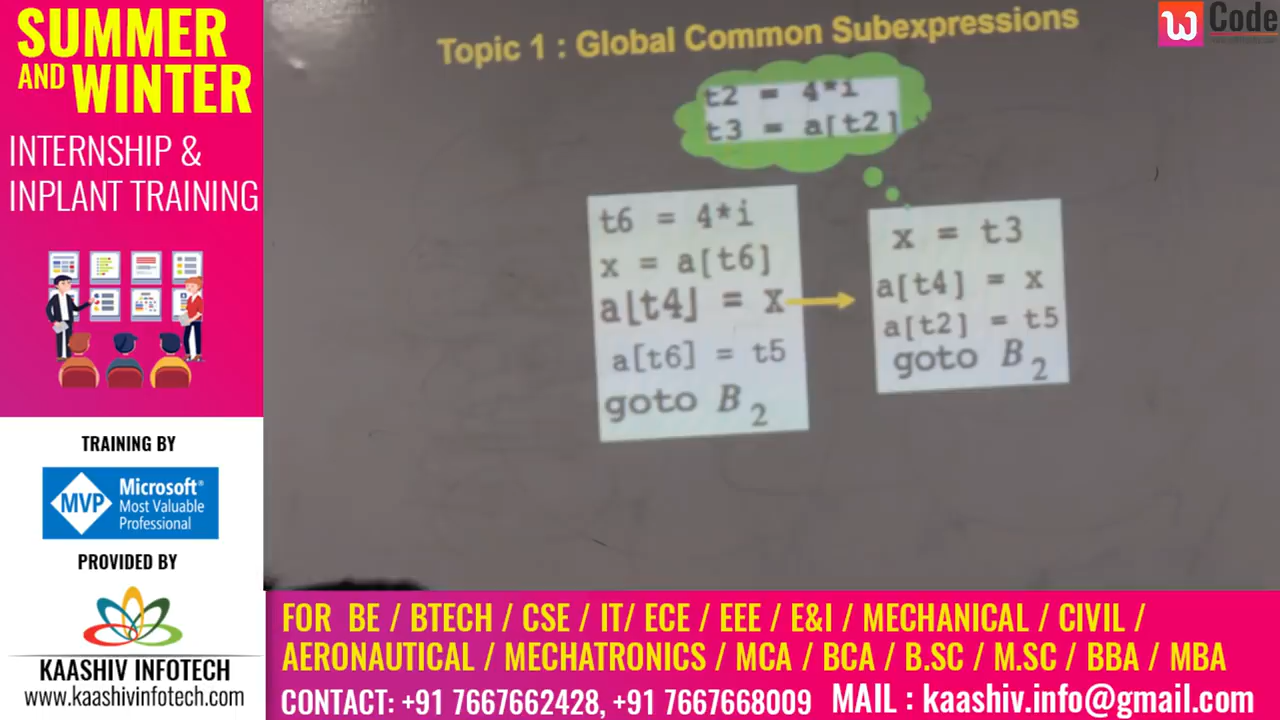 SUMMER
AND WINTER
INTERNSHIP &
INPLANT TRAINING
TRAINING BY
MVP
Microsoft®
Most Valuable
Professional
PROVIDED BY
KAASHIV INFOTECH
www.kaashivinfotech.com
Topic 1 : Global Common Subexpressions
t2 = 4*i
t3 = a[t2]
t6 = 4*i
x = a[t6]
a[t4] = x
a[t6] = t5
goto B2
x = t3
a[t4] = x
a[t2] = t5
goto B2
W Code
FOR BE / BTECH / CSE / IT/ ECE / EEE / E&I / MECHANICAL / CIVIL /
AERONAUTICAL / MECHATRONICS / MCA / BCA / B.SC / M.SC / BBA / MBA
CONTACT: +91 7667662428, +91 7667668009 MAIL : kaashiv.info@gmail.com